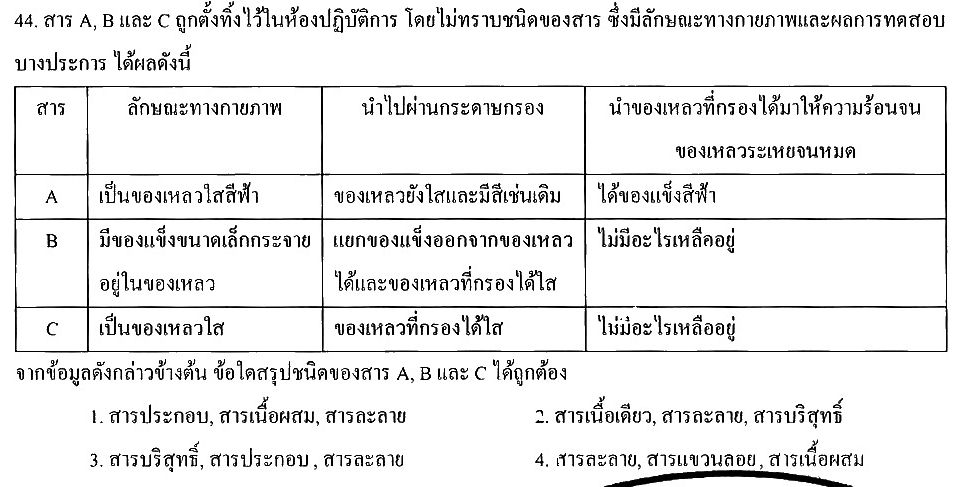 44. สาร A, B และ C ถูกตั้งทิ้งไว้ในห้องปฏิบัติการ โดยไม่ทราบชนิดของสาร ซึ่งมีลักษณะทางกายภาพและผลการทดสอบ
บางประการ ได้ผลดังนี้
สาร ลักษณะทางกายภาพ นำไปผ่านกระดาษกรอง นำของเหลวที่กรองได้มาให้ความร้อนจน
ของเหลวระเหยจนหมด
A เป็นของเหลวใสสีฟ้า ของเหลวยังใสและมีสีเช่นเดิม ได้ของแข็งสีฟ้า
B มีของแข็งขนาดเล็กกระจาย แยกของแข็งออกจากของเหลว ไม่มีอะไรเหลืออยู่
อยู่ในของเหลว ได้และของเหลวที่กรองได้ใส
C เป็นของเหลวใส ของเหลวที่กรองได้ใส ไม่มีอะไรเหลืออยู่
จากข้อมูลดังกล่าวข้างต้น ข้อใดสรุปชนิดของสาร A, B และ C ได้ถูกต้อง
1. สารประกอบ, สารเนื้อผสม, สารละลาย 2. สารเนื้อเดียว, สารละลาย, สารบริสุทธิ์
3. สารบริสุทธิ์, สารประกอบ , สารละลาย 4. สารละลาย, สารแขวนลอย, สารเนื้อผสม